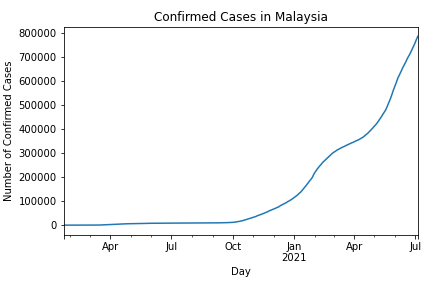 Confirmed Cases in Malaysia
Number of Confirmed Cases
800000
700000
600000
500000
400000
300000
200000
100000
0
Apr Jul Oct Jan Apr Jul
2021
Day